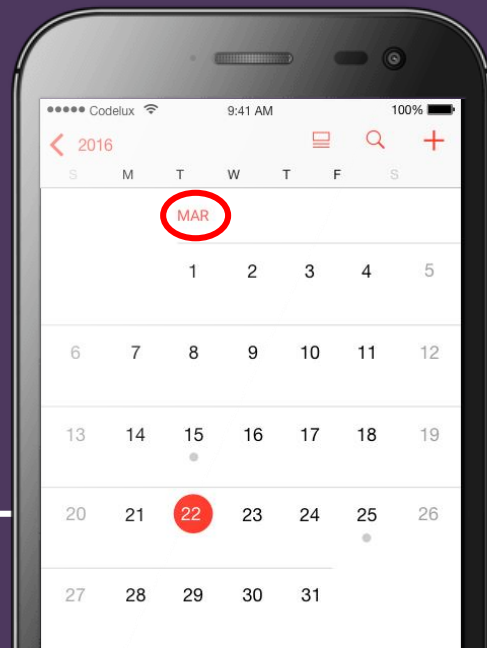 Codelux 9:41 AM 100%
2016
S M T W T F S
MAR
1 2 3 4 5
6 7 8 9 10 11 12
13 14 15 16 17 18 19
20 21 22 23 24 25 26
27 28 29 30 31